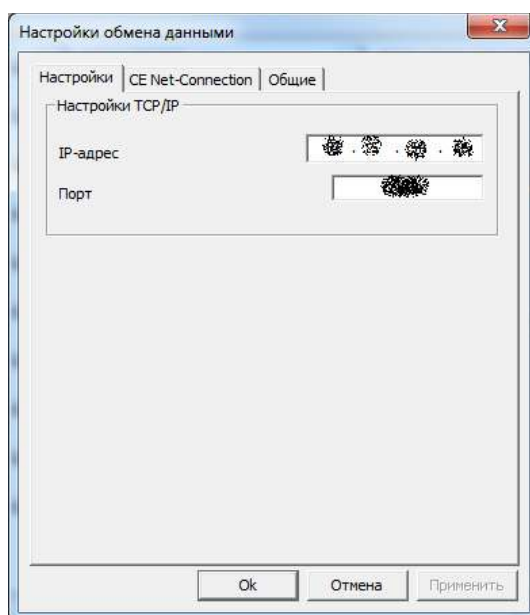 Настройки обмена данными
Настройки CE Net-Connection Общие
Настройки TCP/IP
IP-адрес
Порт
Ok Отмена Применить